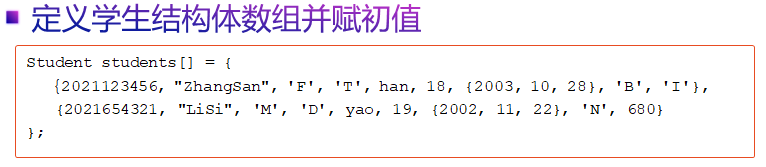 定义学生结构体数组并赋初值
Student students[] = {
{2021123456, "ZhangSan", 'F', 'T', han, 18, {2003, 10, 28}, 'B', 'I'},
{2021654321, "LiSi", 'M', 'D', yao, 19, {2002, 11, 22}, 'N', 680}
};